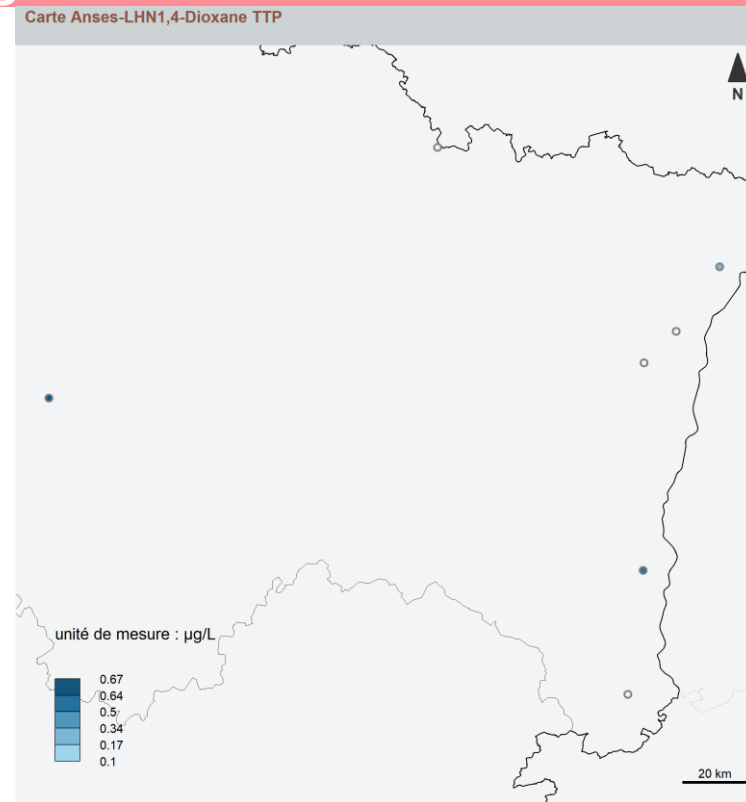 Carte Anses-LHN1,4-Dioxane TTP
N
unité de mesure : µg/L
0.67
0.64
0.5
0.34
0.17
0.1
20 km